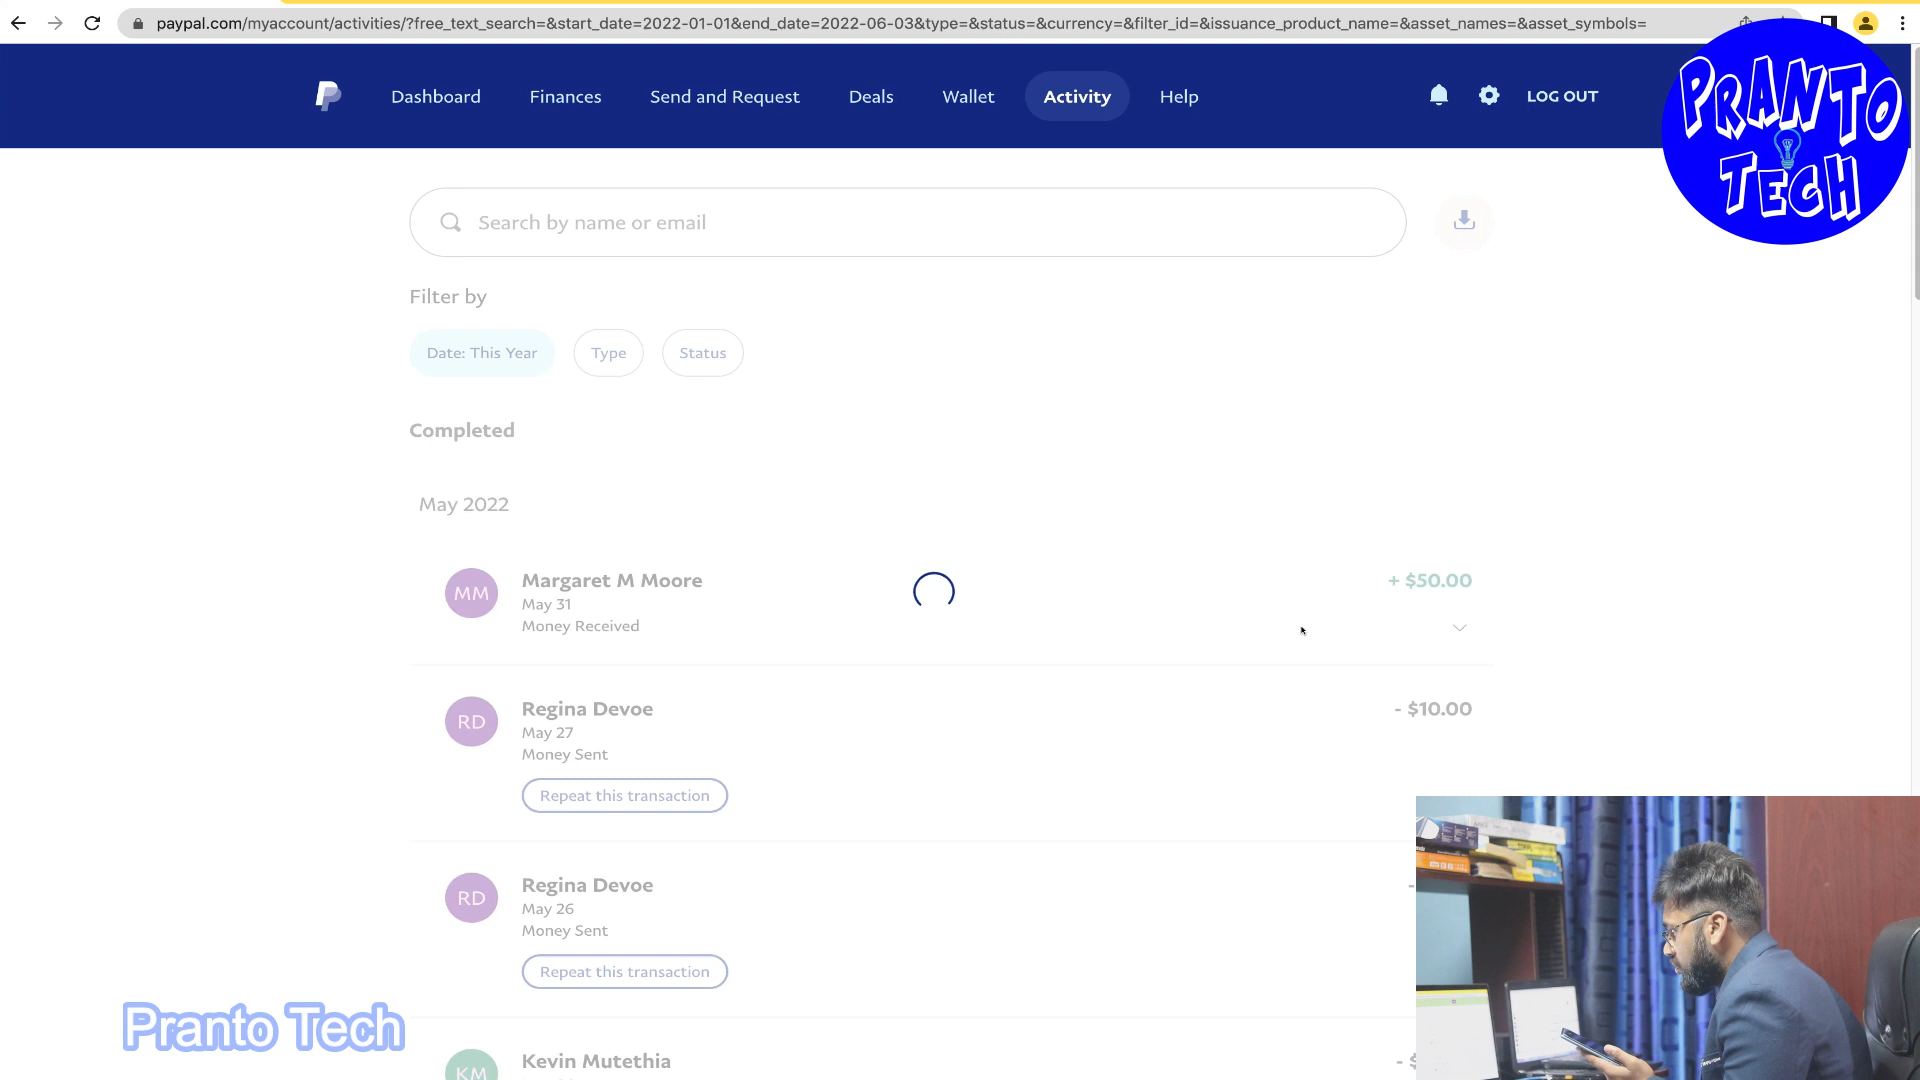 paypal.com/myaccount/activities/?free_text_search=&start_date=2022-01-01&end_date=2022-06-03&type=&status=&currency=&filter_id=&issuance_product_name=&asset_names=&asset_symbols=
Dashboard Finances Send and Request Deals Wallet Activity Help LOG OUT
PRANTO
TECH
Search by name or email
Filter by
Date: This Year Type Status
Completed
May 2022
MM Margaret M Moore + $50.00
May 31
Money Received
RD Regina Devoe - $10.00
May 27
Money Sent
Repeat this transaction
RD Regina Devoe -
May 26
Money Sent
Repeat this transaction
Pranto Tech
KM Kevin Mutethia - $